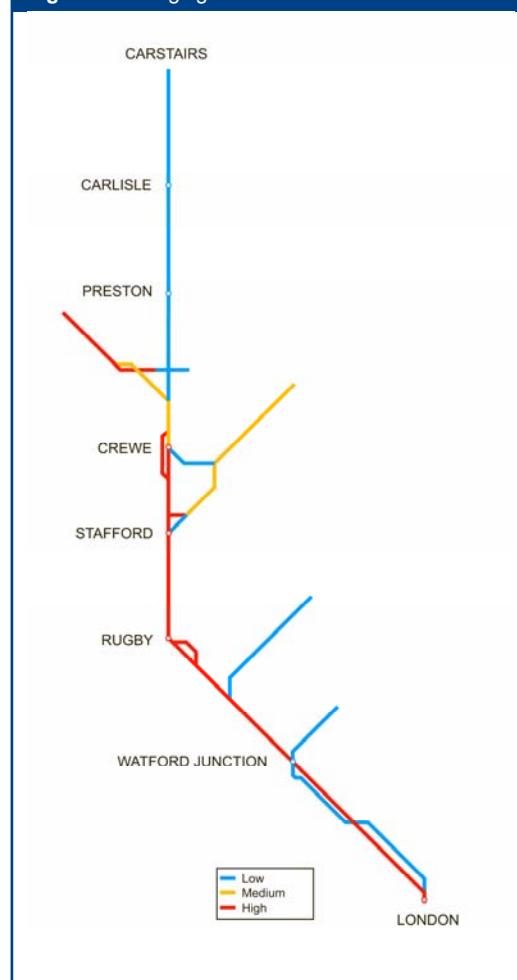 CARSTAIRS
CARLISLE
PRESTON
CREWE
STAFFORD
RUGBY
WATFORD JUNCTION
Low
Medium
High
LONDON